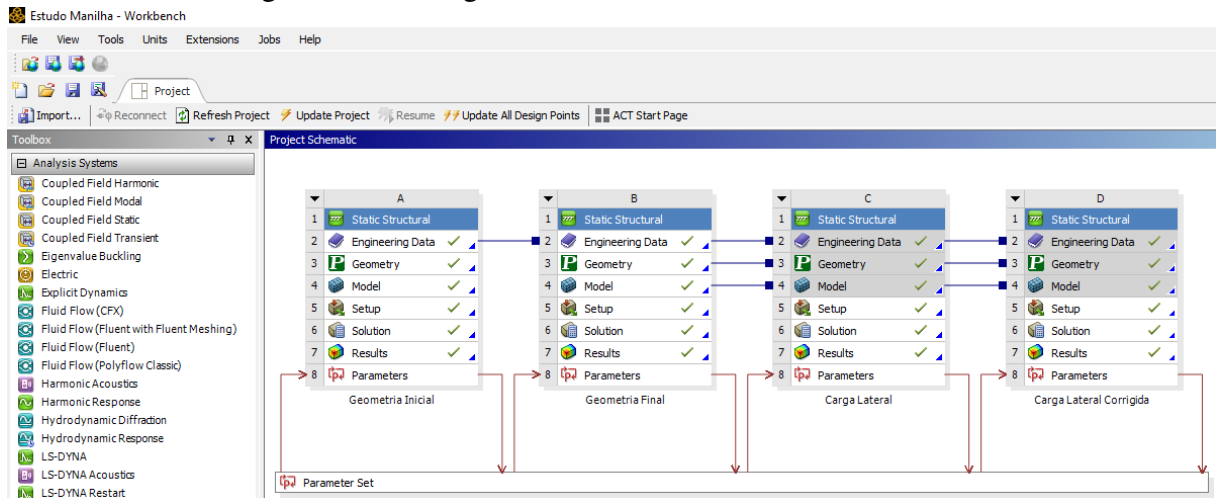 Estudo Manilha - Workbench
File View Tools Units Extensions Jobs Help
Project
Import... Reconnect Refresh Project Update Project Resume Update All Design Points ACT Start Page
Toolbox
Project Schematic
Analysis Systems
Coupled Field Harmonic
Coupled Field Modal
Coupled Field Static
Coupled Field Transient
Eigenvalue Buckling
Electric
Explicit Dynamics
Fluid Flow (CFX)
Fluid Flow (Fluent with Fluent Meshing)
Fluid Flow (Fluent)
Fluid Flow (Polyflow Classic)
Harmonic Acoustics
Harmonic Response
Hydrodynamic Diffraction
Hydrodynamic Response
LS-DYNA
LS-DYNA Acoustics
LS-DYNA Restart
A
1 Static Structural
2 Engineering Data
3 Geometry
4 Model
5 Setup
6 Solution
7 Results
8 Parameters
Geometria Inicial
B
1 Static Structural
2 Engineering Data
3 Geometry
4 Model
5 Setup
6 Solution
7 Results
8 Parameters
Geometria Final
C
1 Static Structural
2 Engineering Data
3 Geometry
4 Model
5 Setup
6 Solution
7 Results
8 Parameters
Carga Lateral
D
1 Static Structural
2 Engineering Data
3 Geometry
4 Model
5 Setup
6 Solution
7 Results
8 Parameters
Carga Lateral Corrigida
Parameter Set